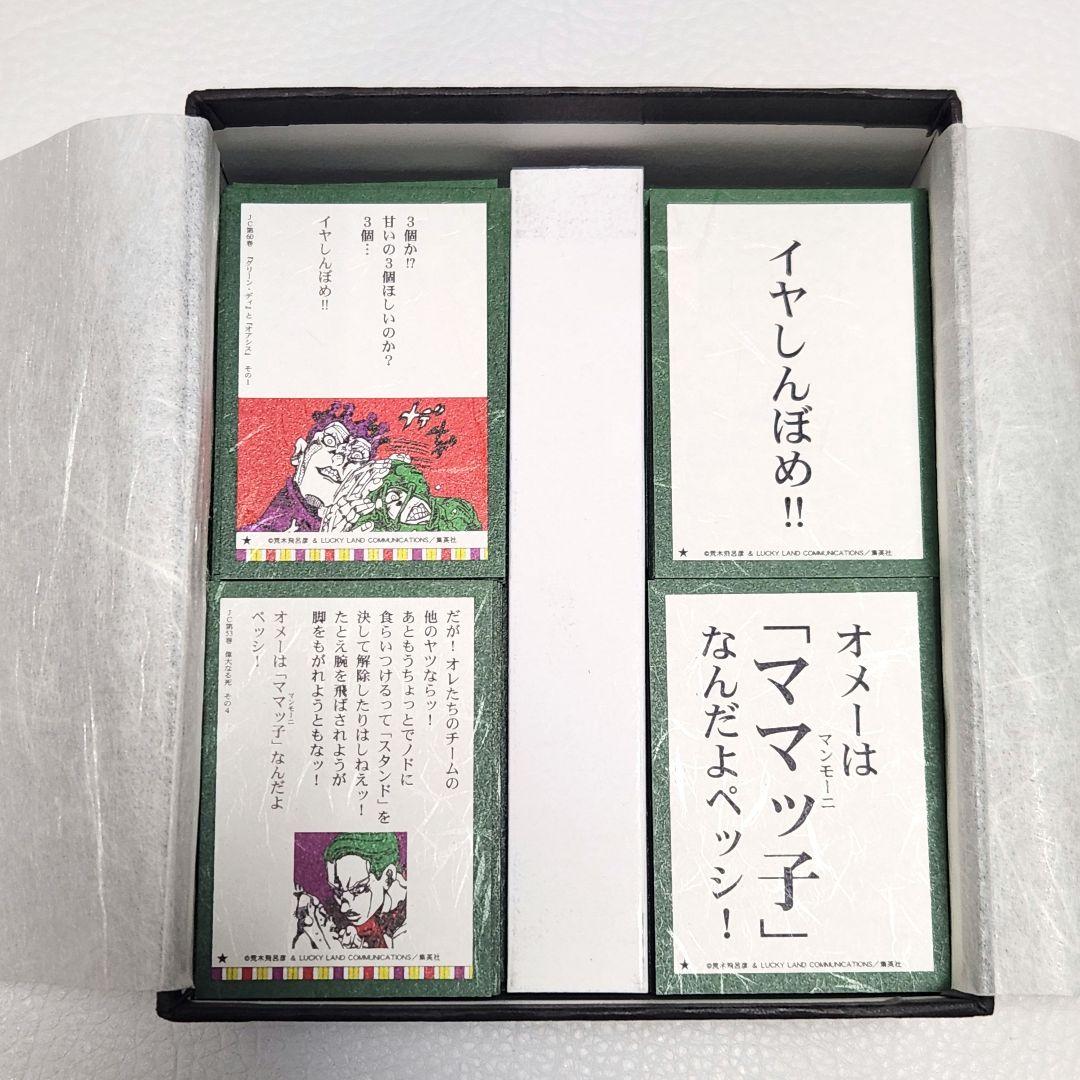 3個か!?
甘いの3個ほしいのか?
3個…
イヤしんぼめ!!
JC第60巻 『グリーン・ディ』と『オアシス』 その1
★ ©荒木飛呂彦 & LUCKY LAND COMMUNICATIONS/集英社
イヤしんぼめ!!
★ ©荒木飛呂彦 & LUCKY LAND COMMUNICATIONS/集英社
だが! オレたちのチームの
他のヤツならッ!
あともうちょっとでノドに
食らいつけるって「スタンド」を
決して解除したりはしねえッ!
たとえ腕を飛ばされようが
脚をもがれようともなッ!
オメーは「ママッ子」なんだよ
マンモーニ
ペッシ!
JC第53巻 偉大なる死 その4
★ ©荒木飛呂彦 & LUCKY LAND COMMUNICATIONS/集英社
オメーは
「ママッ子」
マンモーニ
なんだよペッシ!
★ ©荒木飛呂彦 & LUCKY LAND COMMUNICATIONS/集英社